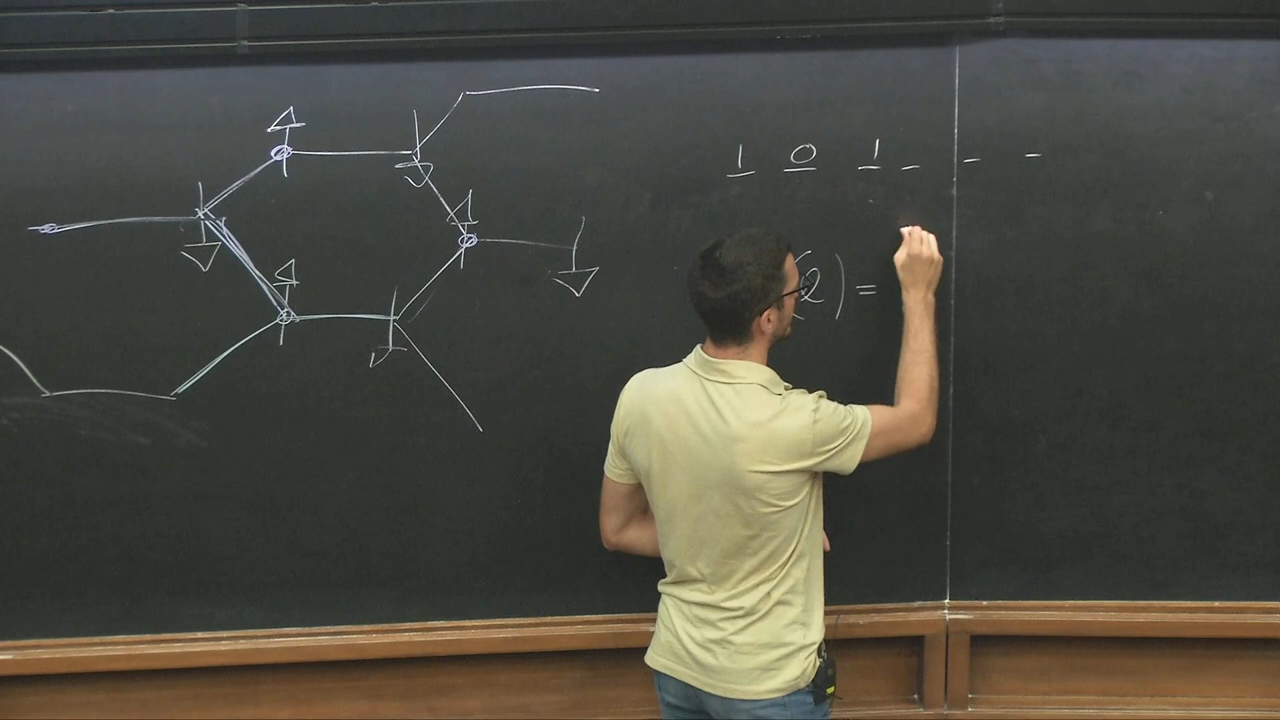 1 0 1 _ _ _
(2) =